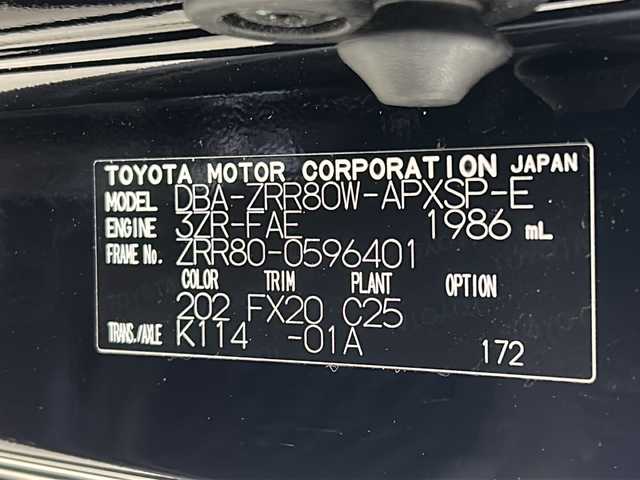 TOYOTA MOTOR CORPORATION JAPAN
MODEL DBA-ZRR80W-APXSP-E
ENGINE 3ZR-FAE 1986 mL
FRAME No. ZRR80-0596401
COLOR TRIM PLANT OPTION
202 FX20 C25
TRANS./AXLE K114 -01A
172